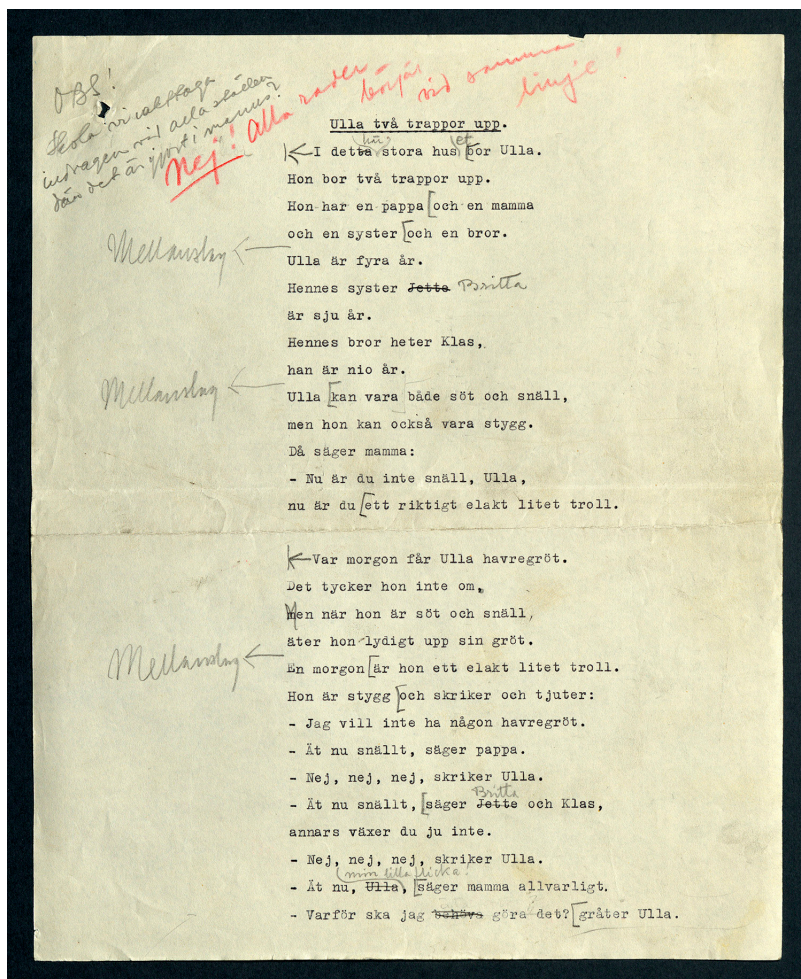 OBS!
Skola vi iakttaga
indragen vid alla ställen
där det är gjort i manus?
Nej! Alla rader
börjar
vid samma
linje!
Ulla två trappor upp.
hä et
I detta stora hus bor Ulla.
Hon bor två trappor upp.
Hon har en pappa och en mamma
och en syster och en bror.
Mellanslag
Ulla är fyra år.
Hennes syster Jette Britta
är sju år.
Hennes bror heter Klas,
han är nio år.
Mellanslag
Ulla kan vara både söt och snäll,
men hon kan också vara stygg.
Då säger mamma:
- Nu är du inte snäll, Ulla,
nu är du ett riktigt elakt litet troll.
Var morgon får Ulla havregröt.
Det tycker hon inte om.
Men när hon är söt och snäll,
äter hon lydigt upp sin gröt.
Mellanslag
En morgon är hon ett elakt litet troll.
Hon är stygg och skriker och tjuter:
- Jag vill inte ha någon havregröt.
- Ät nu snällt, säger pappa.
- Nej, nej, nej, skriker Ulla.
Britta
- Ät nu snällt, säger Jette och Klas,
annars växer du ju inte.
- Nej, nej, nej, skriker Ulla.
min lilla flicka!
- Ät nu, Ulla, säger mamma allvarligt.
- Varför ska jag behöva göra det? gråter Ulla.